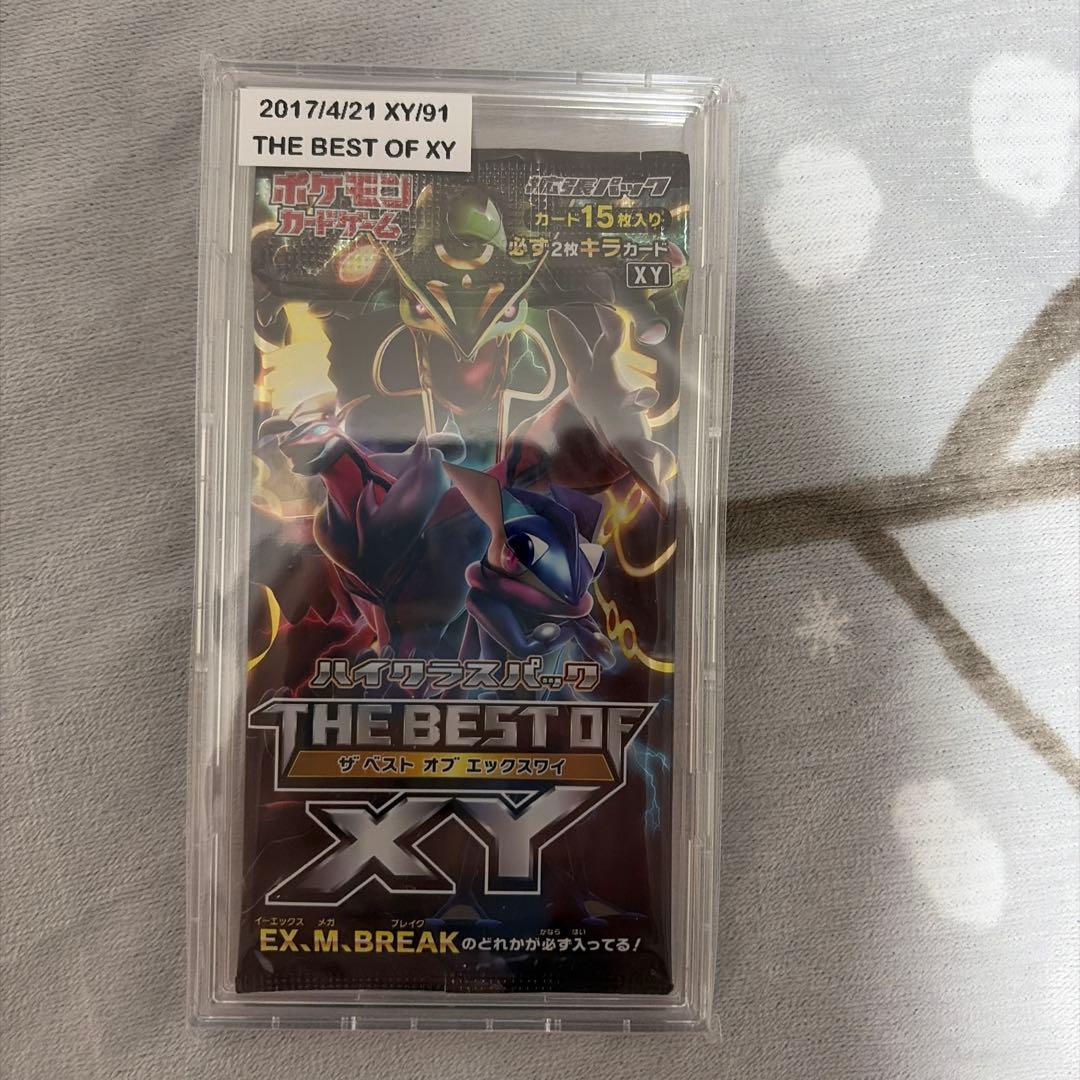 2017/4/21 XY/91
THE BEST OF XY
ポケモン
カードゲーム
拡張パック
カード15枚入り
必ず2枚キラカード
XY
ハイクラスパック
THE BEST OF
ザ ベスト オブ エックスワイ
XY
イーエックス メガ ブレイク かなら はい
EX、M、BREAKのどれかが必ず入ってる!